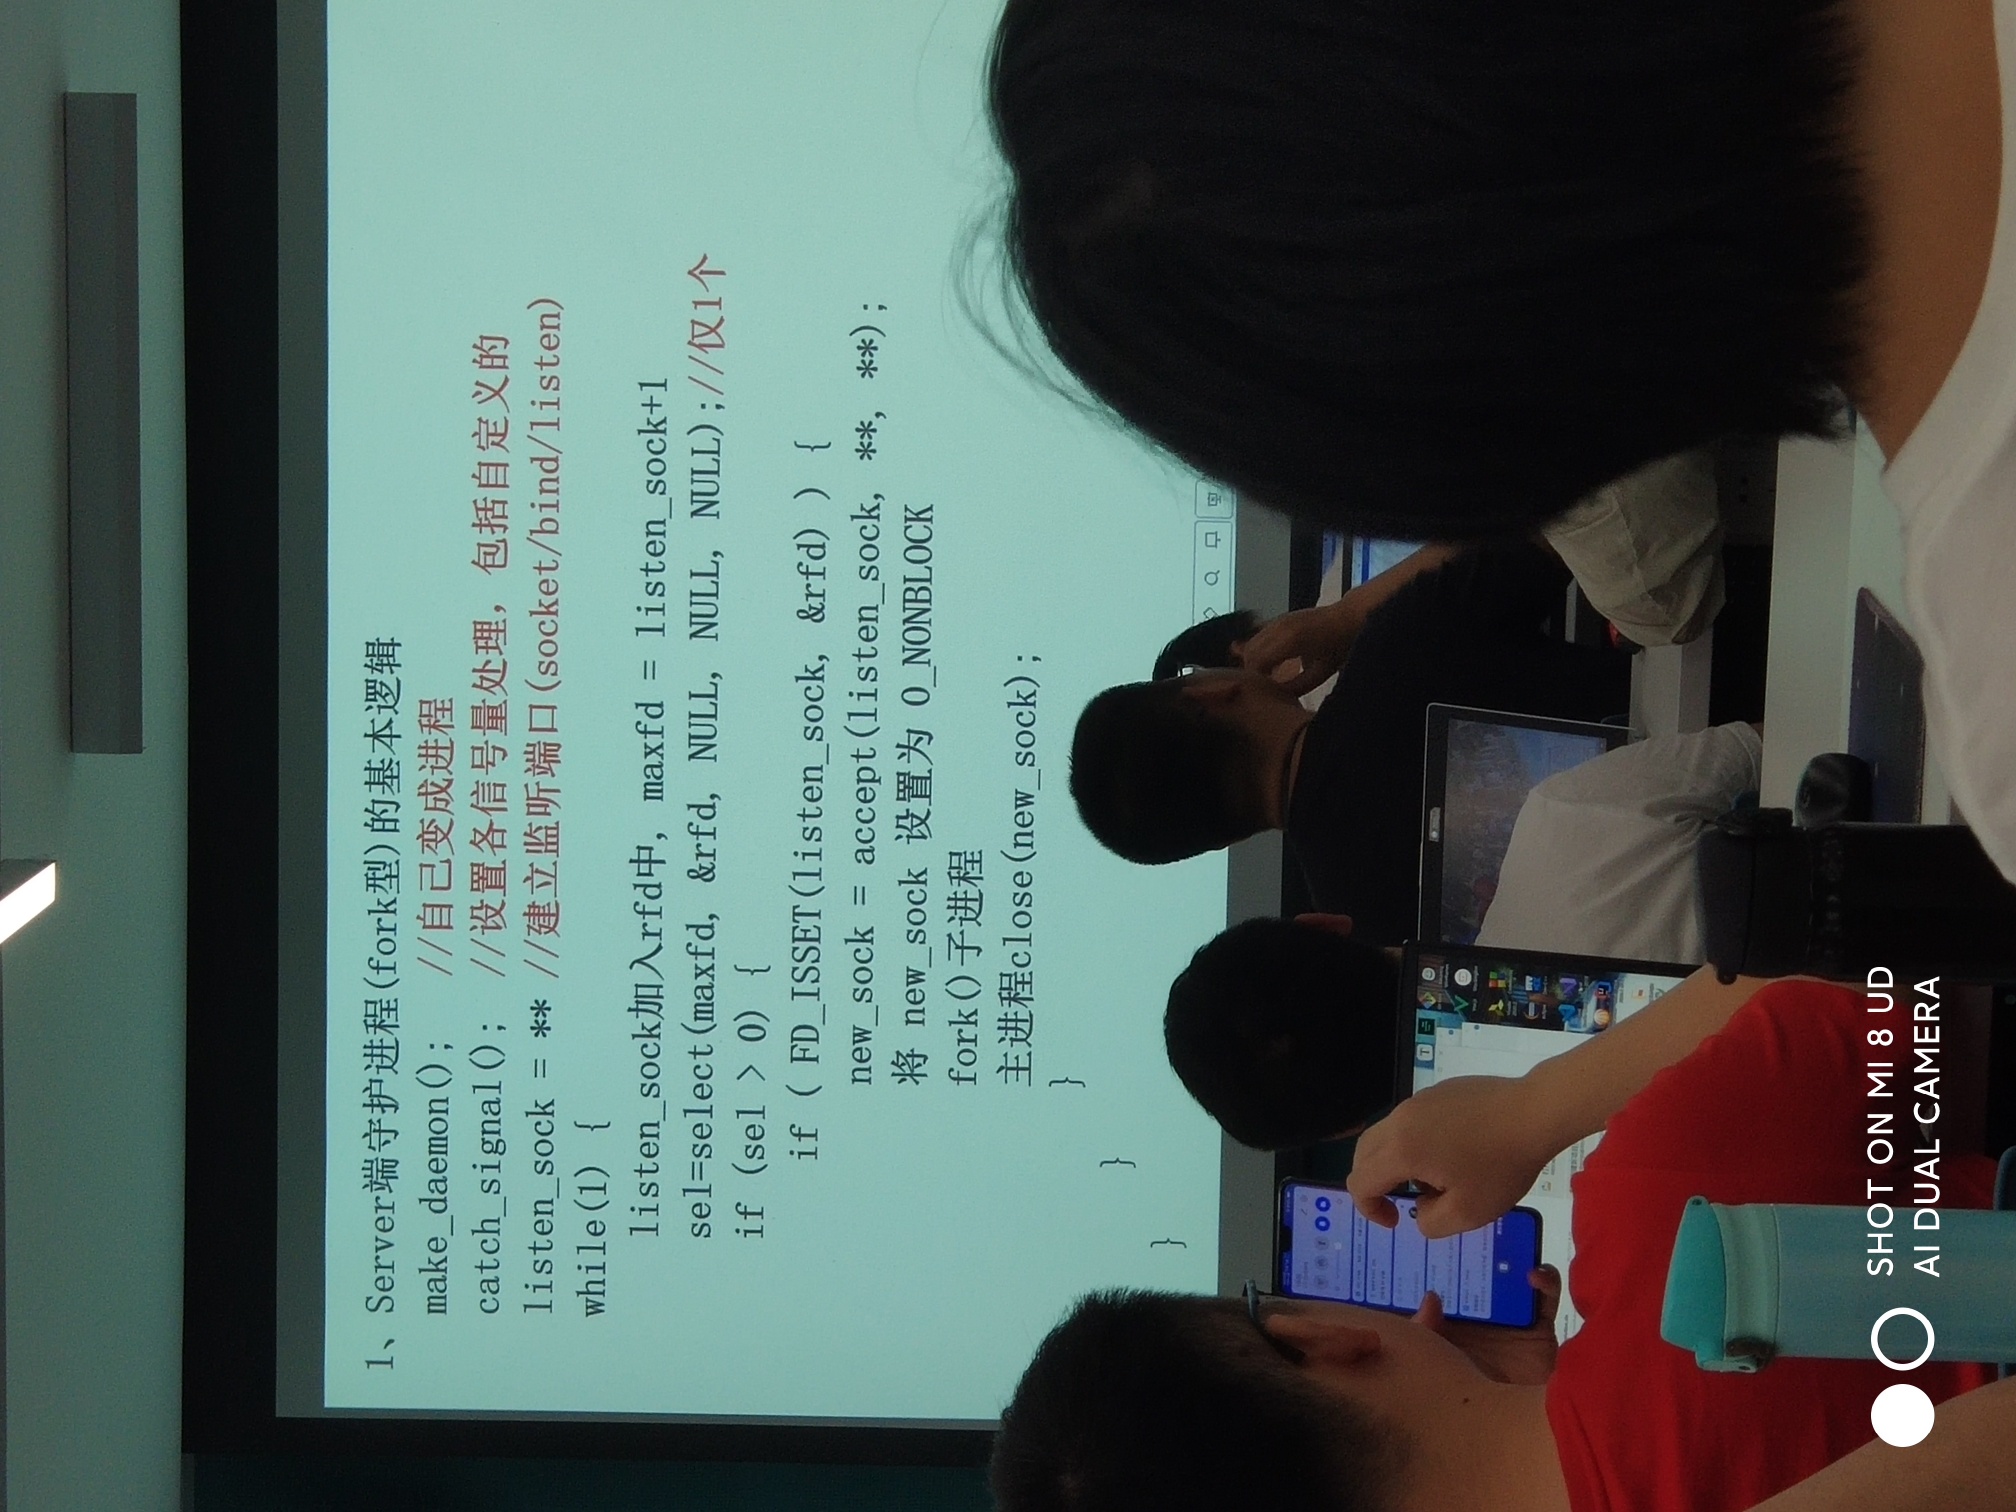 1、Server端守护进程(fork型)的基本逻辑
make_daemon();   //自己变成进程
catch_signal();  //设置各信号量处理，包括自定义的
listen_sock = ** //建立监听端口(socket/bind/listen)
while(1) {
listen_sock加入rfd中, maxfd = listen_sock+1
sel=select(maxfd, &rfd, NULL, NULL, NULL);//仅1个
if (sel > 0) {
if ( FD_ISSET(listen_sock, &rfd) ) {
new_sock = accept(listen_sock, **, **);
将 new_sock 设置为 O_NONBLOCK
fork()子进程
主进程close(new_sock);
}
}
}
SHOT ON MI 8 UD
AI DUAL CAMERA